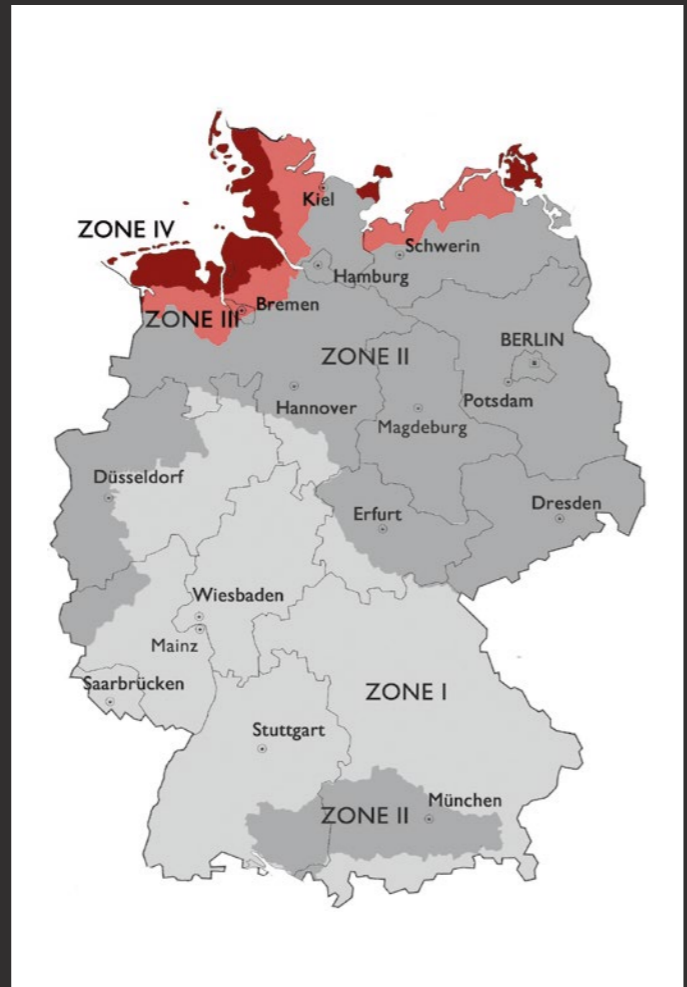 Kiel
ZONE IV
Schwerin
Hamburg
Bremen
ZONE III
BERLIN
ZONE II
Potsdam
Hannover
Magdeburg
Düsseldorf
Dresden
Erfurt
Wiesbaden
Mainz
Saarbrücken
ZONE I
Stuttgart
München
ZONE II